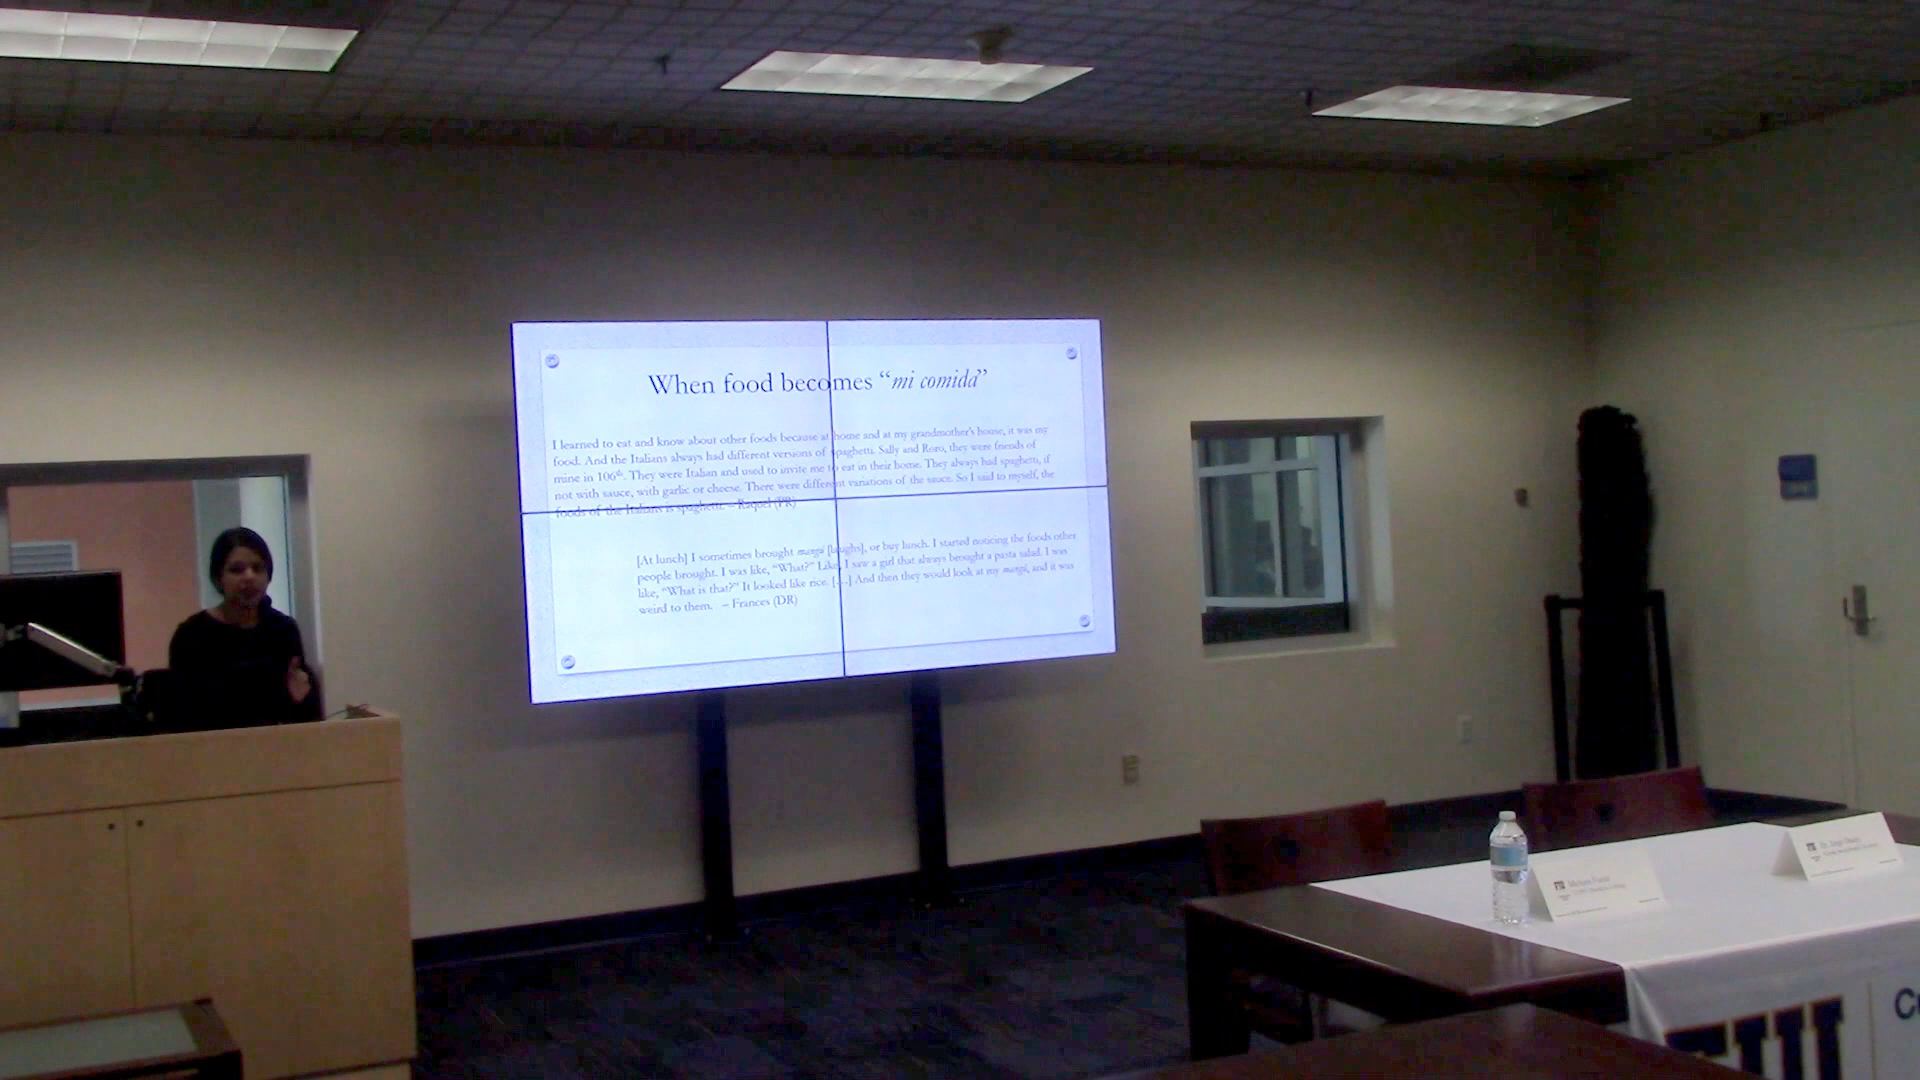 When food becomes “mi comida”
I learned to eat and know about other foods because at home and at my grandmother's house, it was my
food. And the Italians always had different versions of spaghetti. Sally and Rozo, they were friends of
mine in 106th. They were Italian and used to invite me to eat in their home. They always had spaghetti, if
not with sauce, with garlic or cheese. There were different variations of the sauce. So I said to myself, the
foods of the Italians is spaghetti. – Raquel (PR)
[At lunch] I sometimes brought mangú [laughs], or buy lunch. I started noticing the foods other
people brought. I was like, “What?” Like, I saw a girl that always brought a pasta salad. I was
like, “What is that?” It looked like rice. [...] And then they would look at my mangú, and it was
weird to them. – Frances (DR)
FIU